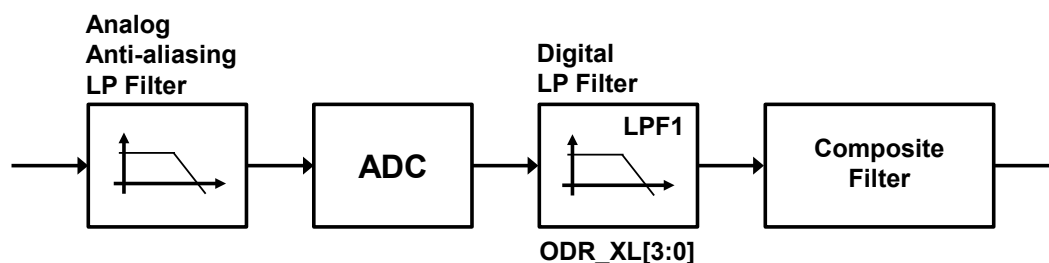 Analog
Anti-aliasing
LP Filter
ADC
Digital
LP Filter
LPF1
ODR_XL[3:0]
Composite
Filter